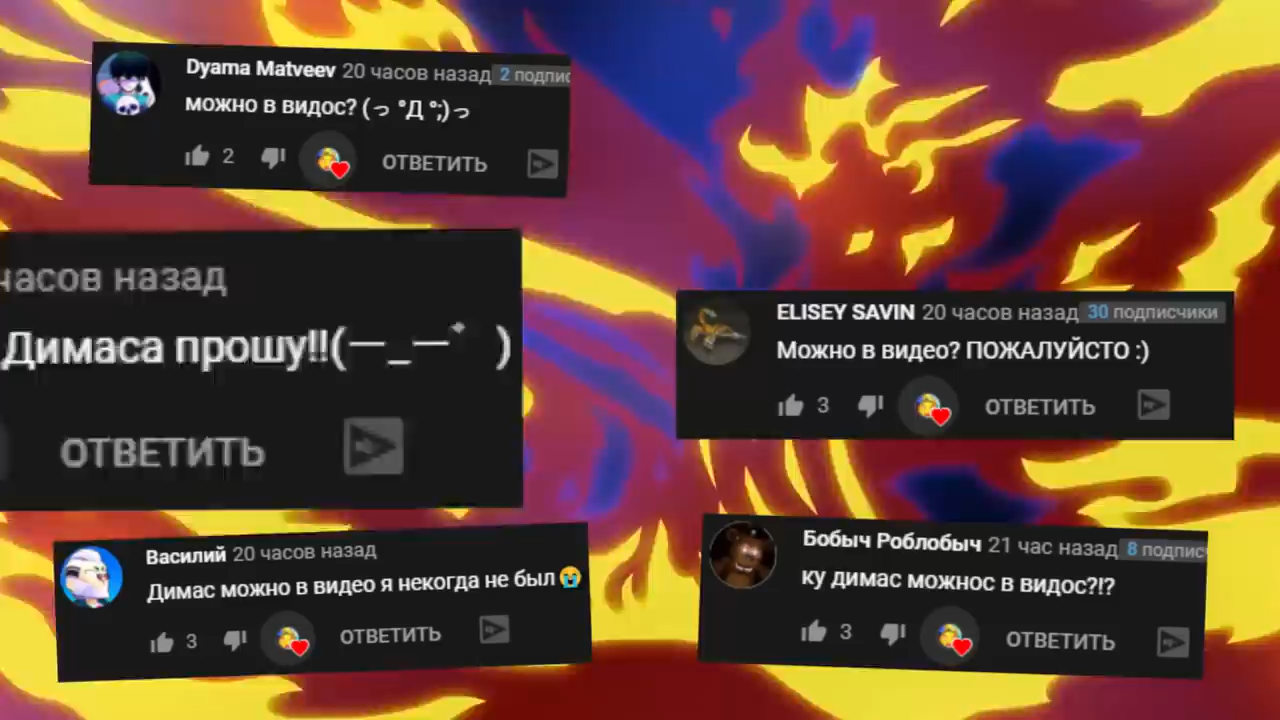 Dyama Matveev 20 часов назад 2 подпис
можно в видос? (っ °Д °;)っ
2 ОТВЕТИТЬ
часов назад
Димаса прошу!!(ー_ー゛)
ОТВЕТИТЬ
ELISEY SAVIN 20 часов назад 30 подписчики
Можно в видео? ПОЖАЛУЙСТО :)
3 ОТВЕТИТЬ
Василий 20 часов назад
Димас можно в видео я некогда не был😭
3 ОТВЕТИТЬ
Бобыч Роблобыч 21 час назад 8 подпис
ку димас можнос в видос?!?
3 ОТВЕТИТЬ